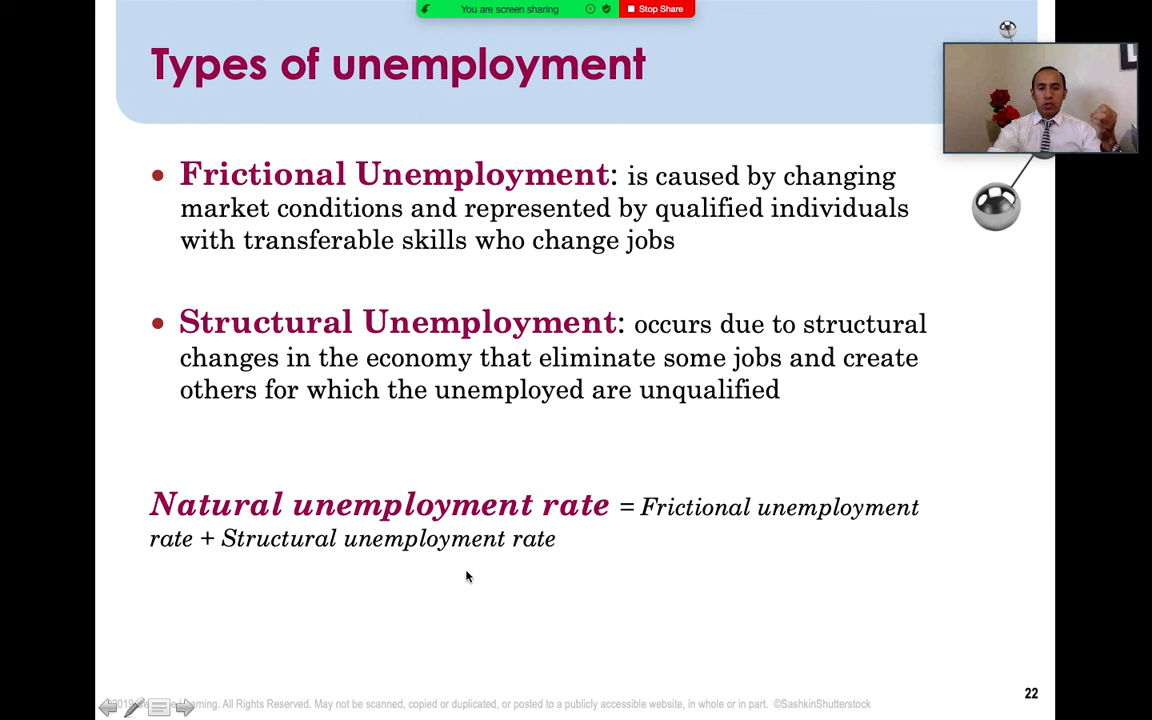 You are screen sharing
Stop Share
Types of unemployment
• Frictional Unemployment: is caused by changing
market conditions and represented by qualified individuals
with transferable skills who change jobs
• Structural Unemployment: occurs due to structural
changes in the economy that eliminate some jobs and create
others for which the unemployed are unqualified
Natural unemployment rate = Frictional unemployment
rate + Structural unemployment rate
22
All Rights Reserved. May not be scanned, copied or duplicated, or posted to a publicly accessible website, in whole or in part. ©SashkinShutterstock